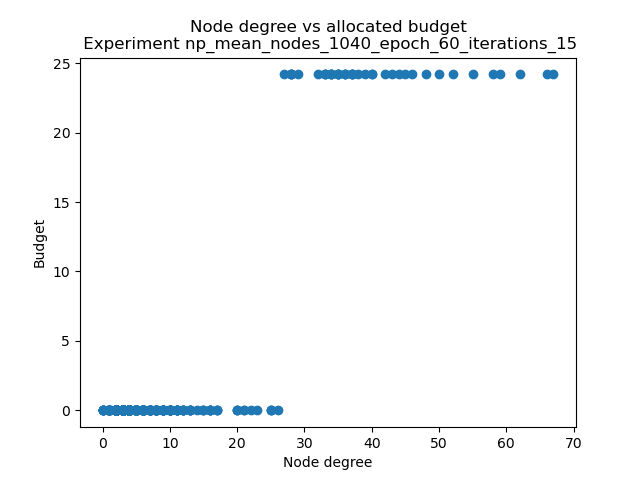 Node degree vs allocated budget
Experiment np_mean_nodes_1040_epoch_60_iterations_15
25
20
15
10
5
0
Budget
0 10 20 30 40 50 60 70
Node degree